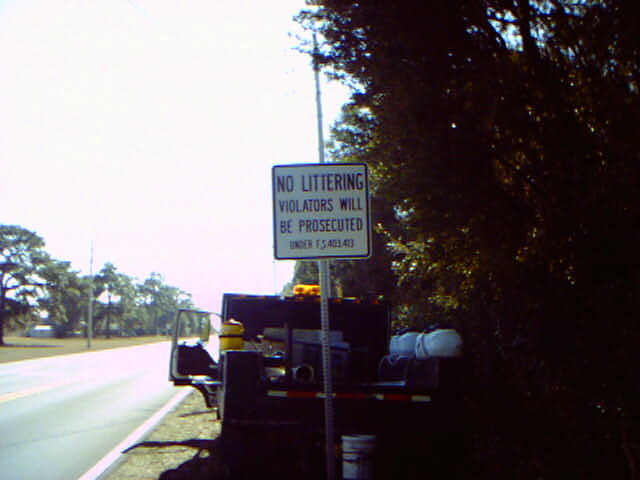 NO LITTERING
VIOLATORS WILL
BE PROSECUTED
UNDER F.S.403.413